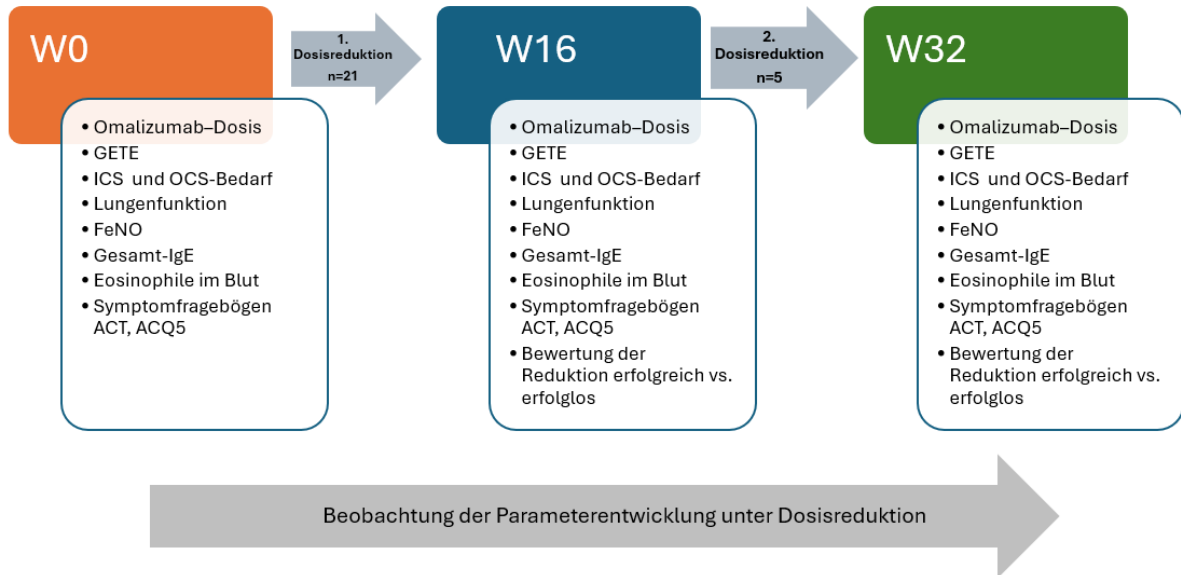 W0
1.
Dosisreduktion
n=21
W16
2.
Dosisreduktion
n=5
W32
• Omalizumab–Dosis
• GETE
• ICS und OCS-Bedarf
• Lungenfunktion
• FeNO
• Gesamt-IgE
• Eosinophile im Blut
• Symptomfragebögen
ACT, ACQ5
• Omalizumab–Dosis
• GETE
• ICS und OCS-Bedarf
• Lungenfunktion
• FeNO
• Gesamt-IgE
• Eosinophile im Blut
• Symptomfragebögen
ACT, ACQ5
• Bewertung der
Reduktion erfolgreich vs.
erfolglos
• Omalizumab–Dosis
• GETE
• ICS und OCS-Bedarf
• Lungenfunktion
• FeNO
• Gesamt-IgE
• Eosinophile im Blut
• Symptomfragebögen
ACT, ACQ5
• Bewertung der
Reduktion erfolgreich vs.
erfolglos
Beobachtung der Parameterentwicklung unter Dosisreduktion